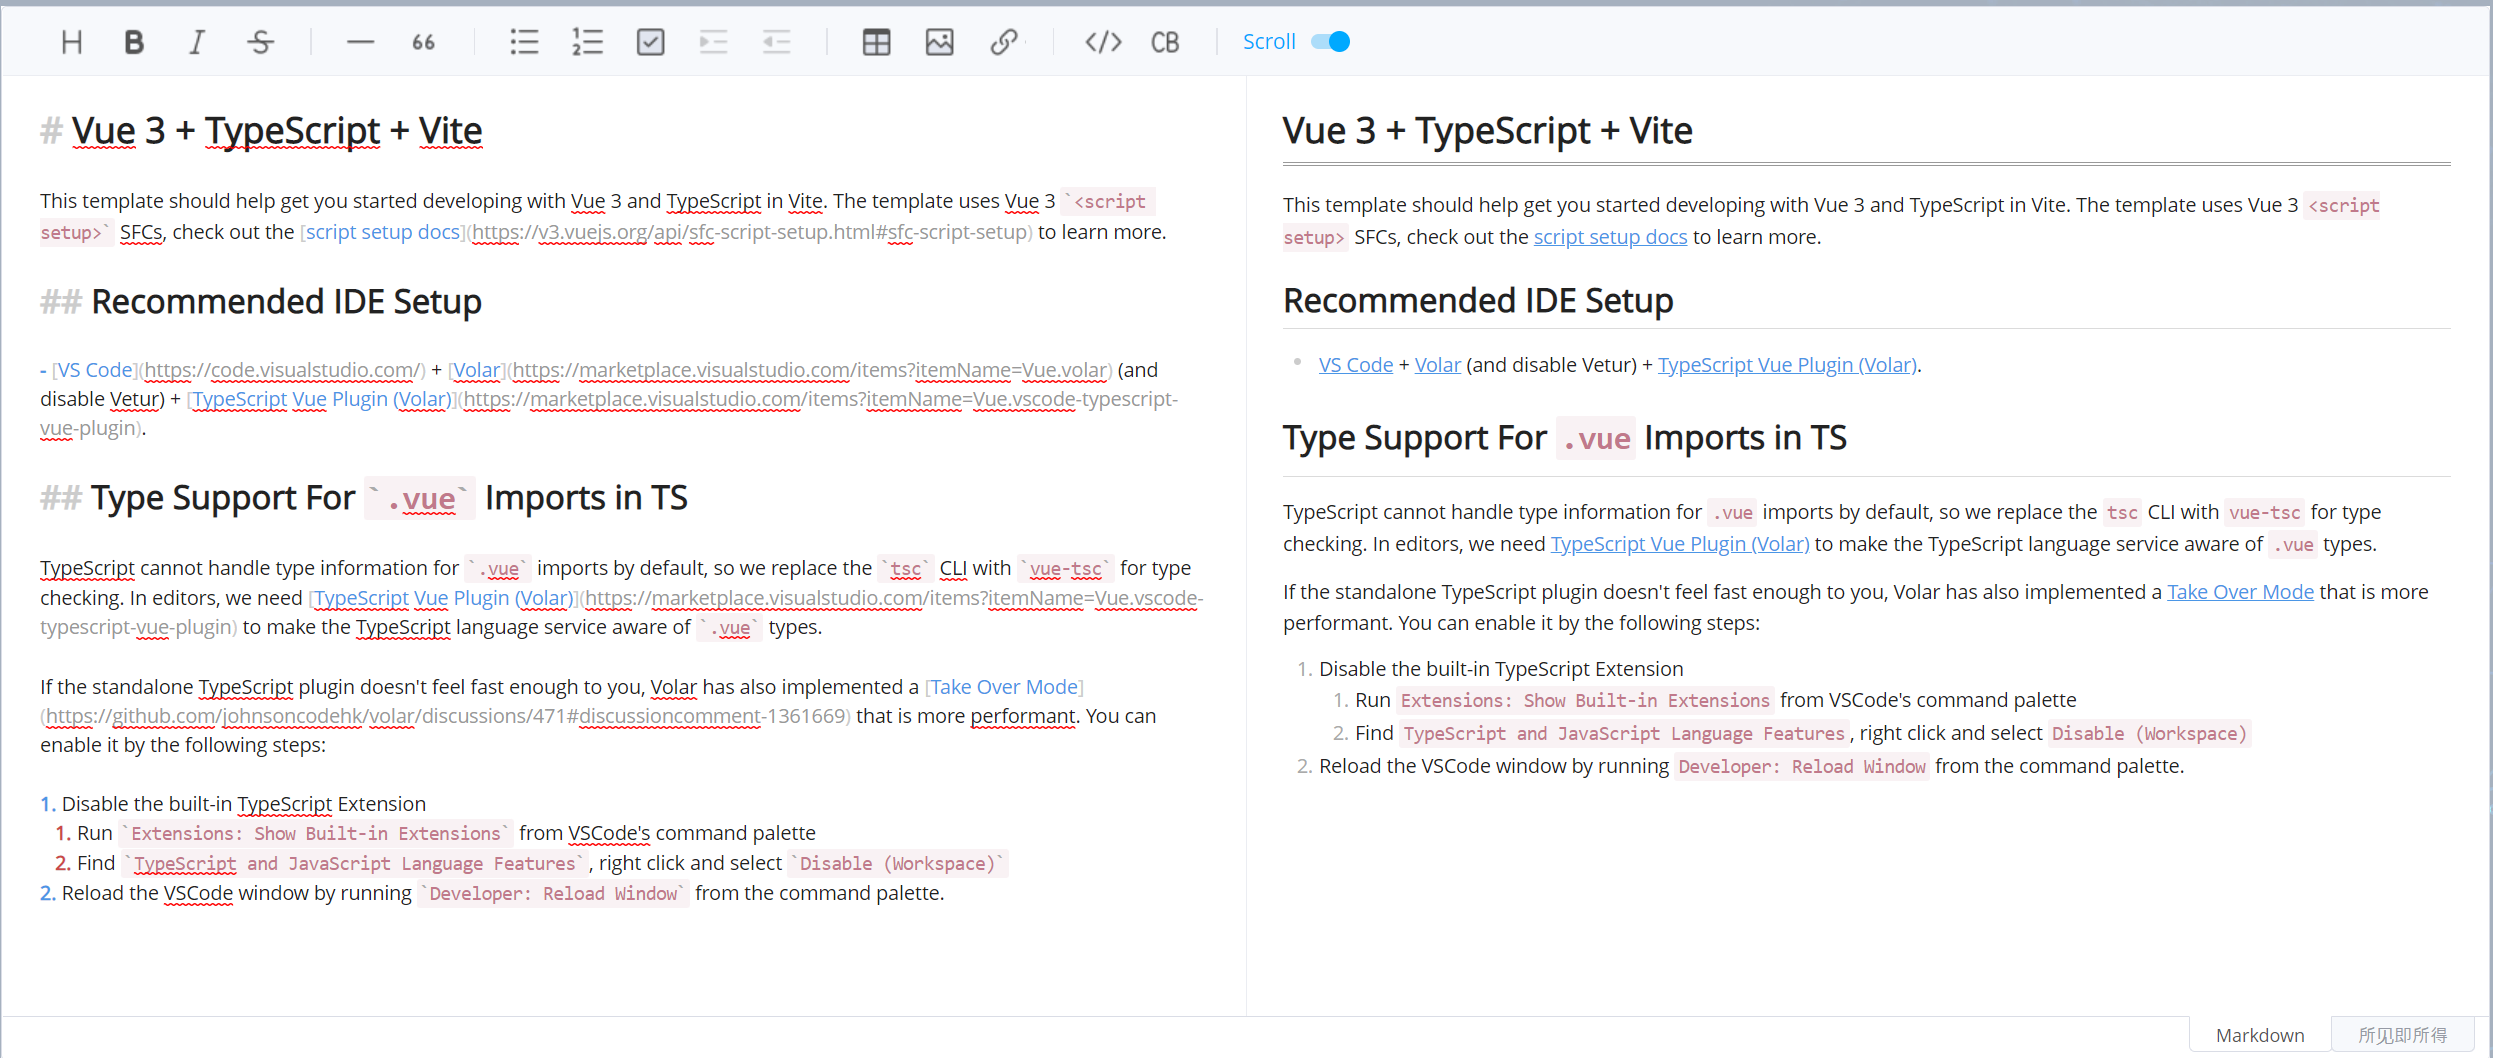 H B I S — 66 </> CB Scroll
# Vue 3 + TypeScript + Vite
This template should help get you started developing with Vue 3 and TypeScript in Vite. The template uses Vue 3 `<script
setup>` SFCs, check out the [script setup docs](https://v3.vuejs.org/api/sfc-script-setup.html#sfc-script-setup) to learn more.
## Recommended IDE Setup
- [VS Code](https://code.visualstudio.com/) + [Volar](https://marketplace.visualstudio.com/items?itemName=Vue.volar) (and
disable Vetur) + [TypeScript Vue Plugin (Volar)](https://marketplace.visualstudio.com/items?itemName=Vue.vscode-typescript-
vue-plugin).
## Type Support For `.vue` Imports in TS
TypeScript cannot handle type information for `.vue` imports by default, so we replace the `tsc` CLI with `vue-tsc` for type
checking. In editors, we need [TypeScript Vue Plugin (Volar)](https://marketplace.visualstudio.com/items?itemName=Vue.vscode-
typescript-vue-plugin) to make the TypeScript language service aware of `.vue` types.
If the standalone TypeScript plugin doesn't feel fast enough to you, Volar has also implemented a [Take Over Mode]
(https://github.com/johnsoncodehk/volar/discussions/471#discussioncomment-1361669) that is more performant. You can
enable it by the following steps:
1. Disable the built-in TypeScript Extension
1. Run `Extensions: Show Built-in Extensions` from VSCode's command palette
2. Find `TypeScript and JavaScript Language Features`, right click and select `Disable (Workspace)`
2. Reload the VSCode window by running `Developer: Reload Window` from the command palette.
Vue 3 + TypeScript + Vite
This template should help get you started developing with Vue 3 and TypeScript in Vite. The template uses Vue 3 <script
setup> SFCs, check out the script setup docs to learn more.
Recommended IDE Setup
• VS Code + Volar (and disable Vetur) + TypeScript Vue Plugin (Volar).
Type Support For .vue Imports in TS
TypeScript cannot handle type information for .vue imports by default, so we replace the tsc CLI with vue-tsc for type
checking. In editors, we need TypeScript Vue Plugin (Volar) to make the TypeScript language service aware of .vue types.
If the standalone TypeScript plugin doesn't feel fast enough to you, Volar has also implemented a Take Over Mode that is more
performant. You can enable it by the following steps:
1. Disable the built-in TypeScript Extension
1. Run Extensions: Show Built-in Extensions from VSCode's command palette
2. Find TypeScript and JavaScript Language Features, right click and select Disable (Workspace)
2. Reload the VSCode window by running Developer: Reload Window from the command palette.
Markdown 所见即所得